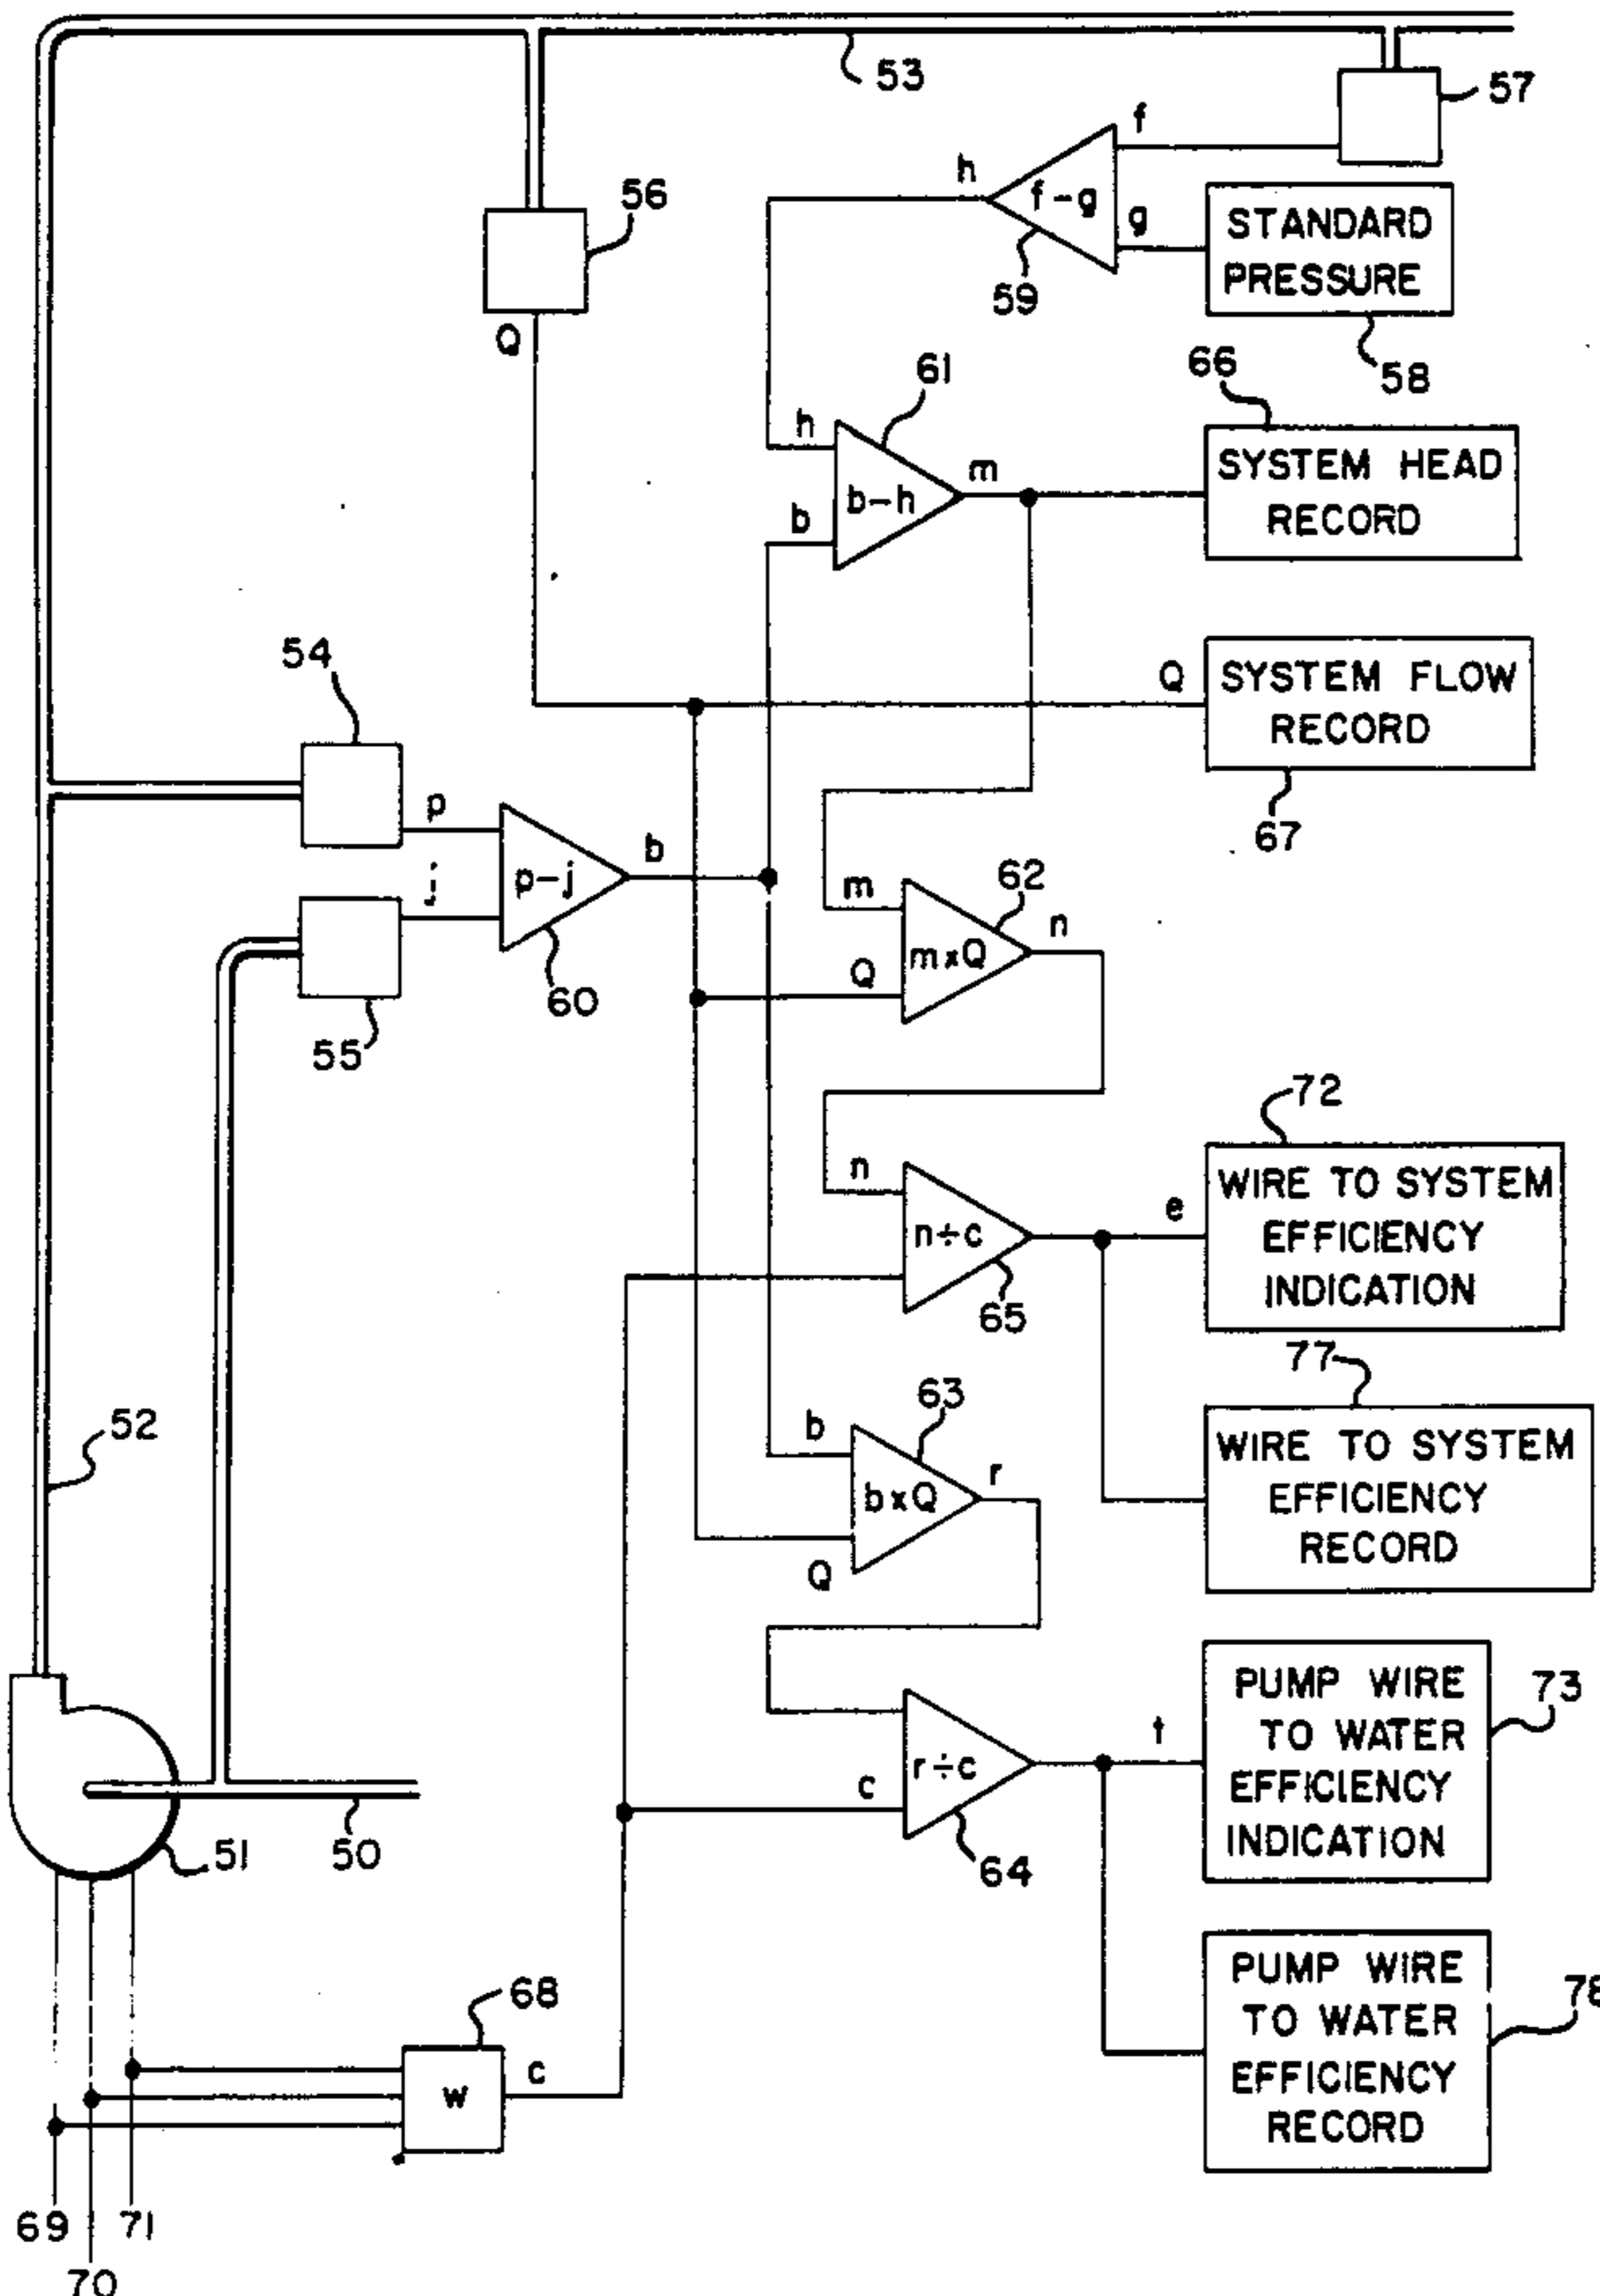 53
57
f
h
f-g
56
g
STANDARD
PRESSURE
59
Q
58
61
66
h
m
SYSTEM HEAD
RECORD
b-h
b
54
Q
SYSTEM FLOW
RECORD
67
p
b
p-j
j
62
m
n
m×Q
Q
60
55
72
n
e
WIRE TO SYSTEM
EFFICIENCY
INDICATION
n÷c
65
77
63
52
b
r
WIRE TO SYSTEM
EFFICIENCY
RECORD
b×Q
Q
73
PUMP WIRE
TO WATER
EFFICIENCY
INDICATION
t
r÷c
c
51
50
64
68
PUMP WIRE
TO WATER
EFFICIENCY
RECORD
78
c
w
69
71
70